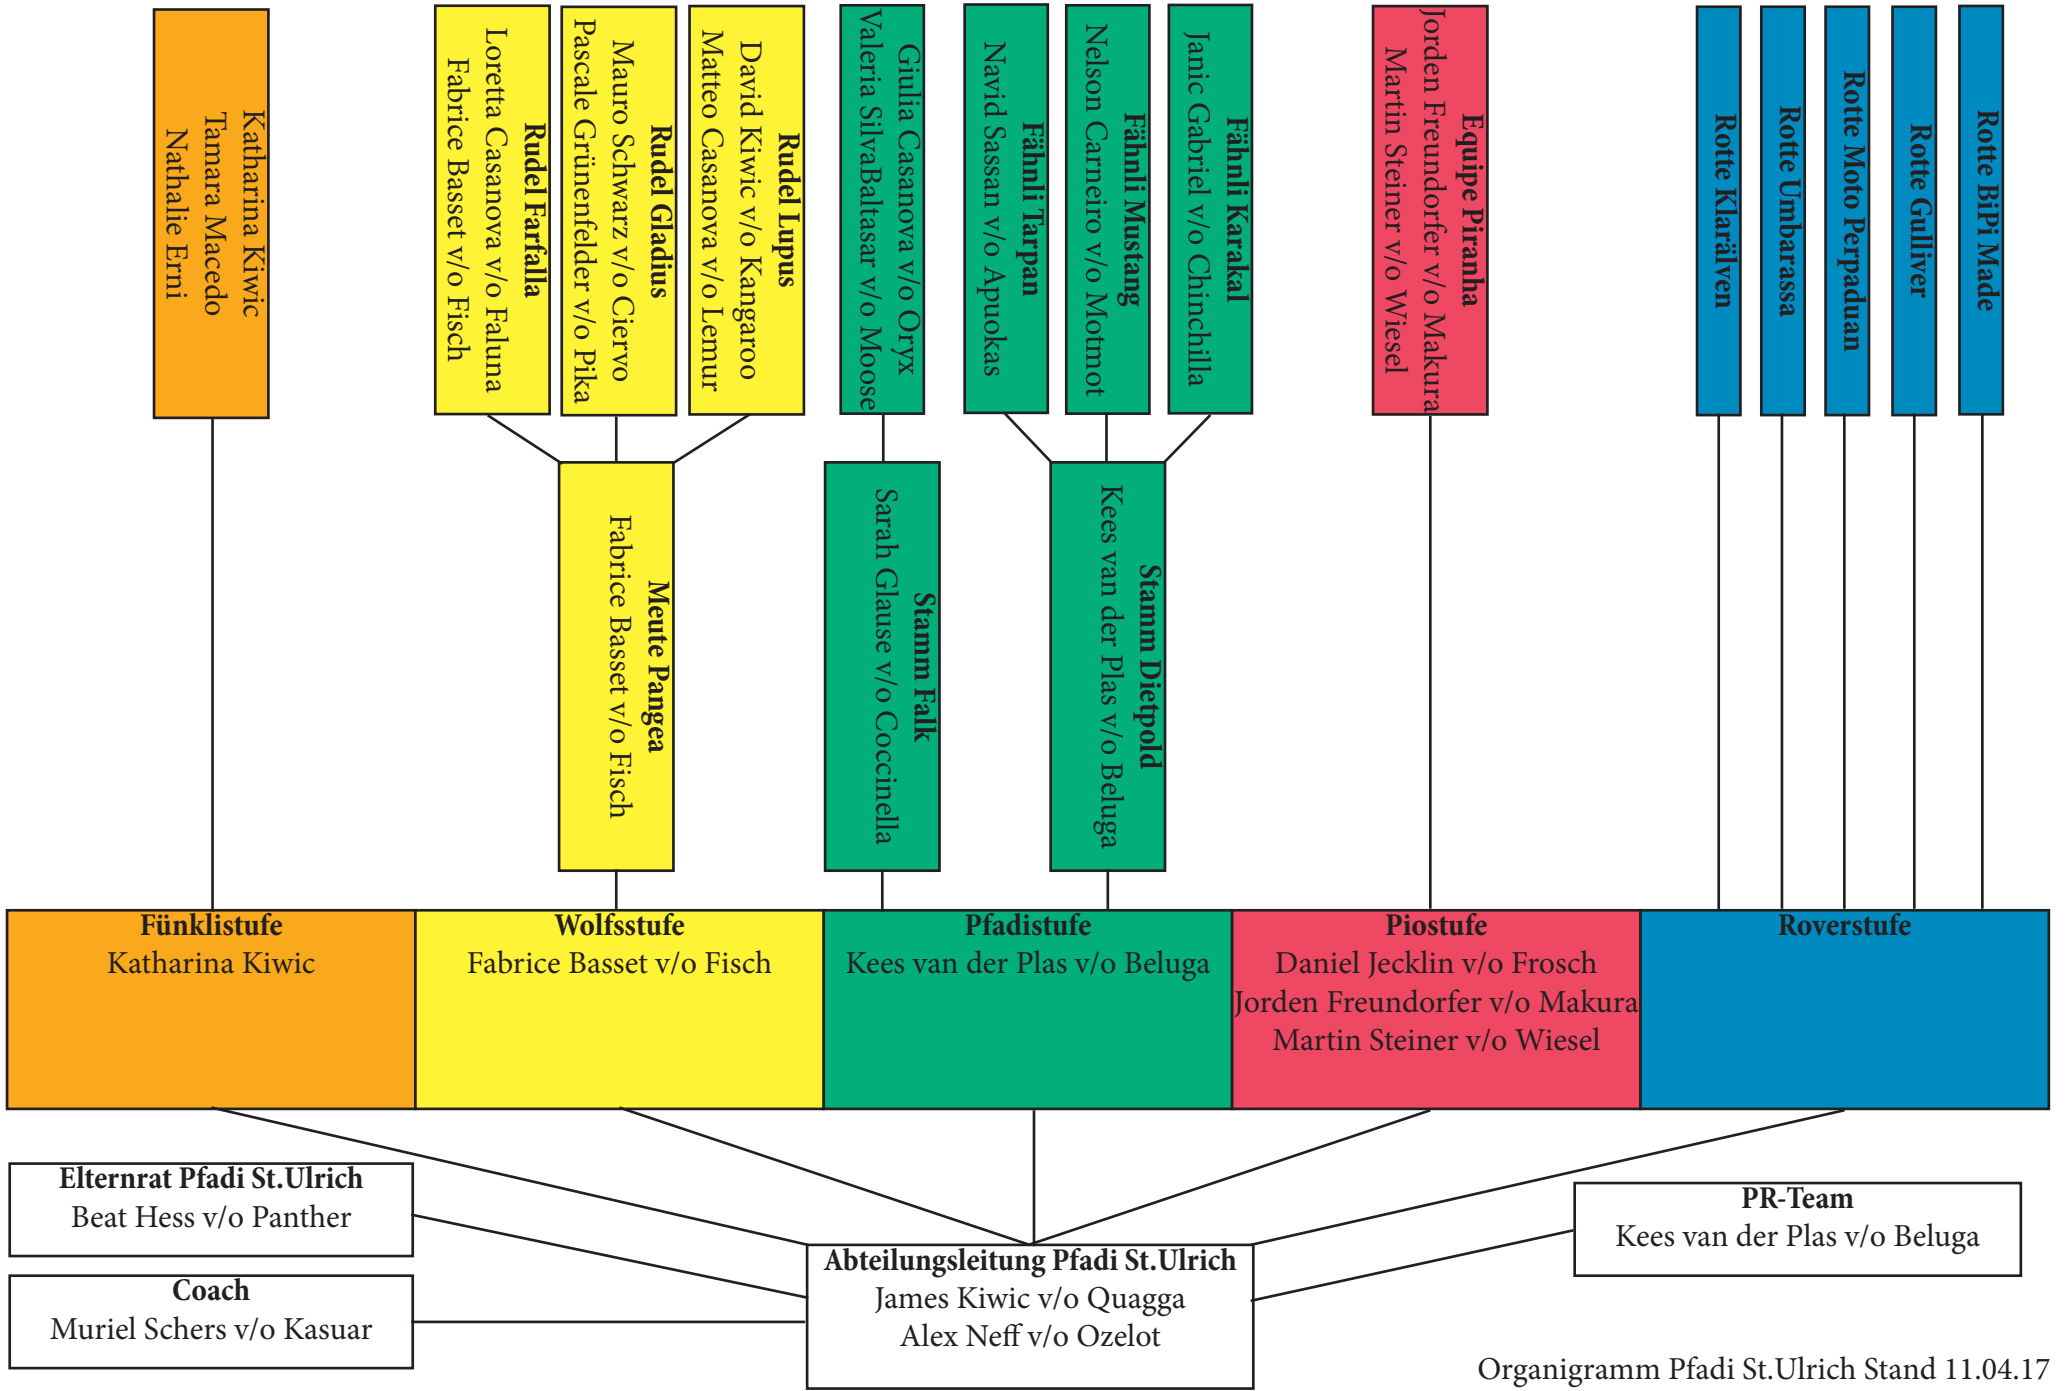 Katharina Kiwic
Tamara Macedo
Nathalie Erni
Rudel Farfalla
Loretta Casanova v/o Faluna
Fabrice Basset v/o Fisch
Rudel Gladius
Mauro Schwarz v/o Ciervo
Pascale Grünenfelder v/o Pika
Rudel Lupus
David Kiwic v/o Kangaroo
Matteo Casanova v/o Lemur
Giulia Casanova v/o Oryx
Valeria SilvaBaltasar v/o Moose
Fähnli Tarpan
Navid Sassan v/o Apuokas
Fähnli Mustang
Nelson Carneiro v/o Motmot
Fähnli Karakal
Janic Gabriel v/o Chinchilla
Equipe Piranha
Jorden Freundorfer v/o Makura
Martin Steiner v/o Wiesel
Rotte Klarälven
Rotte Umbarassa
Rotte Moto Perpaduan
Rotte Gulliver
Rotte BiPi Made
Meute Pangea
Fabrice Basset v/o Fisch
Stamm Falk
Sarah Glause v/o Coccinella
Stamm Dietpold
Kees van der Plas v/o Beluga
Fünklistufe
Katharina Kiwic
Wolfsstufe
Fabrice Basset v/o Fisch
Pfadistufe
Kees van der Plas v/o Beluga
Piostufe
Daniel Jecklin v/o Frosch
Jorden Freundorfer v/o Makura
Martin Steiner v/o Wiesel
Roverstufe
Elternrat Pfadi St.Ulrich
Beat Hess v/o Panther
Coach
Muriel Schers v/o Kasuar
Abteilungsleitung Pfadi St.Ulrich
James Kiwic v/o Quagga
Alex Neff v/o Ozelot
PR-Team
Kees van der Plas v/o Beluga
Organigramm Pfadi St.Ulrich Stand 11.04.17